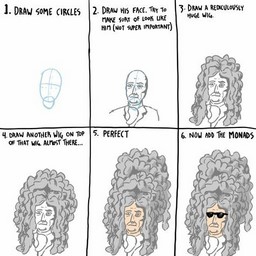 1. DRAW SOME CIRCLES
2. DRAW HIS FACE. TRY TO
MAKE SORT OF LOOK LIKE
HIM (NOT SUPER IMPORTANT)
3. DRAW A REDICULOUSLY
HUGE WIG.
4. DRAW ANOTHER WIG, ON TOP
OF THAT WIG. ALMOST THERE...
5. PERFECT
6. NOW ADD THE MONADS